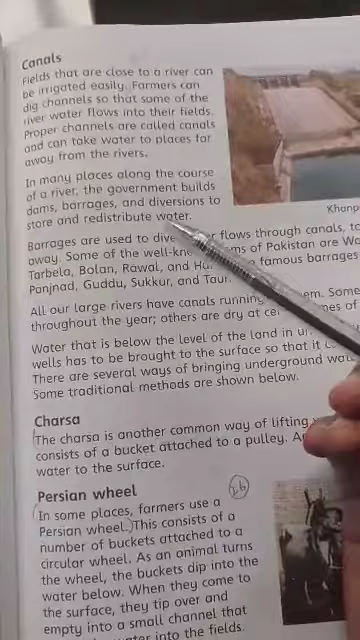 Canals
Fields that are close to a river can
be irrigated easily. Farmers can
dig channels so that some of the
river water flows into their fields.
Proper channels are called canals
and can take water to places far
away from the rivers.
In many places along the course
of a river, the government builds
dams, barrages, and diversions to
store and redistribute water.
Khanp
Barrages are used to dive flows through canals, to
away. Some of the well-kn ms of Pakistan are Wa
Tarbela, Bolan, Rawal, and Hu famous barrages
Panjnad, Guddu, Sukkur, and Taun
All our large rivers have canals running em. Some
throughout the year; others are dry at cer mes of
Water that is below the level of the land in
wells has to be brought to the surface so that it
There are several ways of bringing underground wat
Some traditional methods are shown below.
Charsa
The charsa is another common way of lifting
consists of a bucket attached to a pulley. An
water to the surface.
Persian wheel
In some places, farmers use a
Persian wheel. This consists of a
number of buckets attached to a
circular wheel. As an animal turns
the wheel, the buckets dip into the
water below. When they come to
the surface, they tip over and
empty into a small channel that
water into the fields.